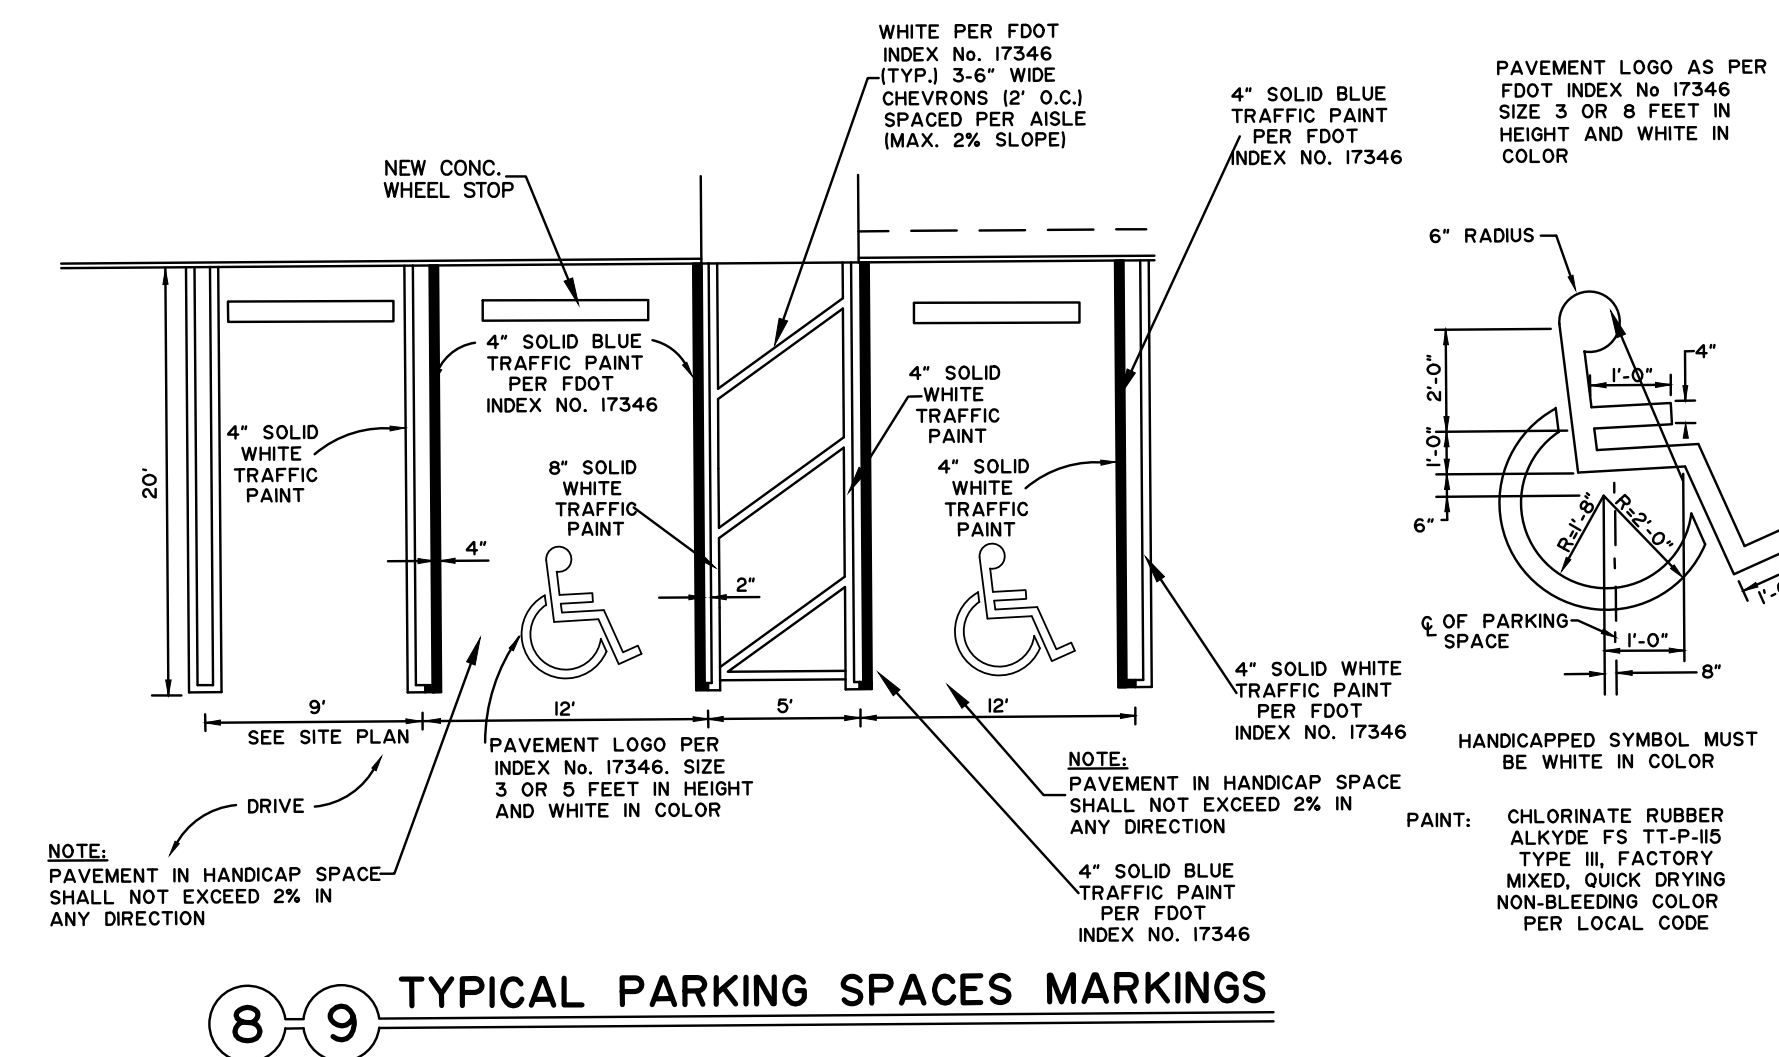 WHITE PER FDOT
INDEX No. 17346
(TYP.) 3-6" WIDE
CHEVRONS (2' O.C.)
SPACED PER AISLE
(MAX. 2% SLOPE)
4" SOLID BLUE
TRAFFIC PAINT
PER FDOT
INDEX NO. 17346
PAVEMENT LOGO AS PER
FDOT INDEX No 17346
SIZE 3 OR 8 FEET IN
HEIGHT AND WHITE IN
COLOR
NEW CONC.
WHEEL STOP
6" RADIUS
4" SOLID BLUE
TRAFFIC PAINT
PER FDOT
INDEX NO. 17346
4" SOLID
WHITE
TRAFFIC
PAINT
4" SOLID
WHITE
TRAFFIC
PAINT
8" SOLID
WHITE
TRAFFIC
PAINT
4" SOLID
WHITE
TRAFFIC
PAINT
20'
4"
2"
4"
1'-0"
2'-0"
1'-0"
6"
R=1'-8"
R=2'-0"
℄ OF PARKING
SPACE
1'-0"
8"
4" SOLID WHITE
TRAFFIC PAINT
PER FDOT
INDEX NO. 17346
9'
12'
5'
12'
SEE SITE PLAN
DRIVE
PAVEMENT LOGO PER
INDEX No. 17346. SIZE
3 OR 5 FEET IN HEIGHT
AND WHITE IN COLOR
NOTE:
PAVEMENT IN HANDICAP SPACE
SHALL NOT EXCEED 2% IN
ANY DIRECTION
HANDICAPPED SYMBOL MUST
BE WHITE IN COLOR
PAINT: CHLORINATE RUBBER
ALKYDE FS TT-P-115
TYPE III, FACTORY
MIXED, QUICK DRYING
NON-BLEEDING COLOR
PER LOCAL CODE
NOTE:
PAVEMENT IN HANDICAP SPACE
SHALL NOT EXCEED 2% IN
ANY DIRECTION
4" SOLID BLUE
TRAFFIC PAINT
PER FDOT
INDEX NO. 17346
8 9 TYPICAL PARKING SPACES MARKINGS